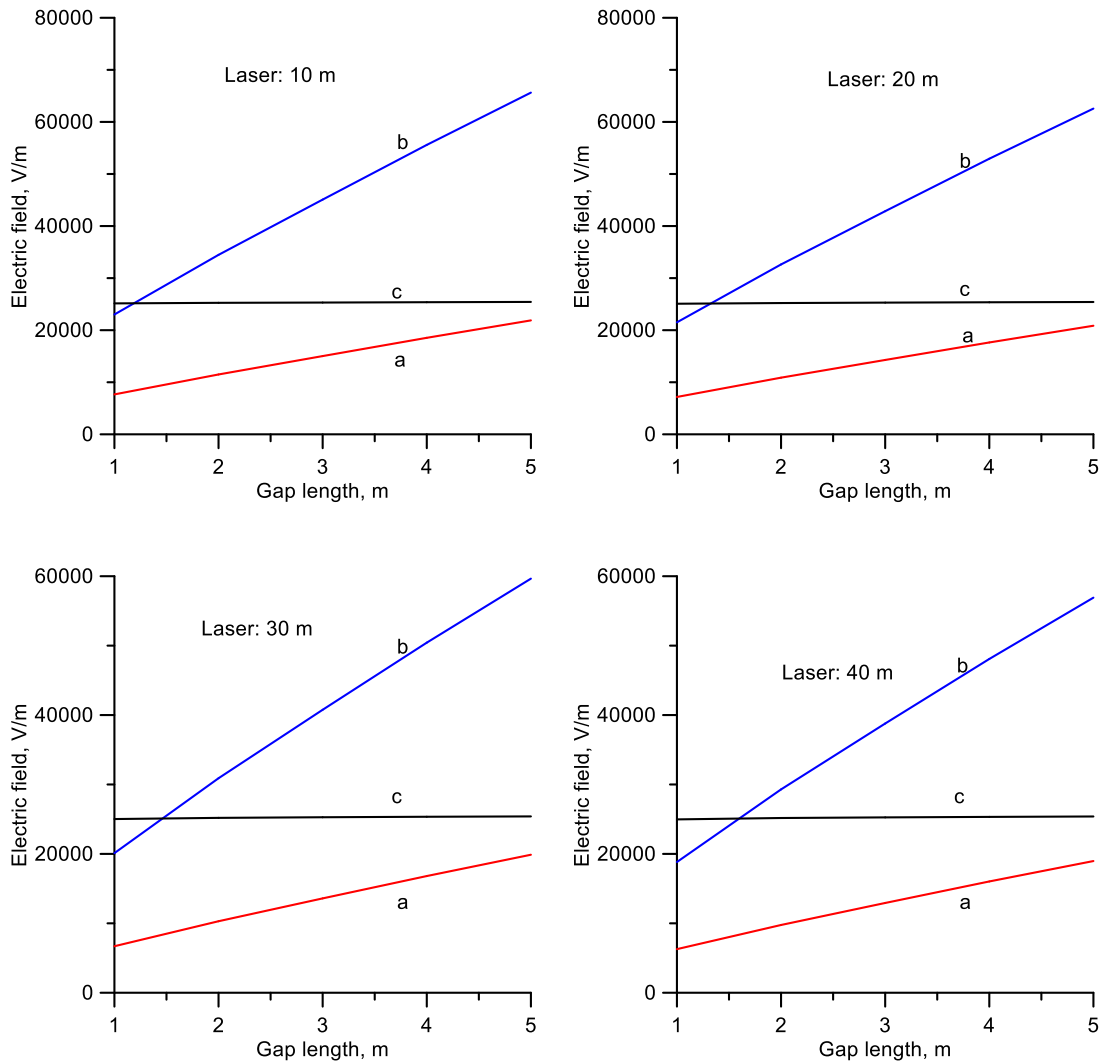 80000
60000
40000
20000
0
Electric field, V/m
Laser: 10 m
b
c
a
1 2 3 4 5
Gap length, m
80000
60000
40000
20000
0
Electric field, V/m
Laser: 20 m
b
c
a
1 2 3 4 5
Gap length, m
60000
40000
20000
0
Electric field, V/m
Laser: 30 m
b
c
a
1 2 3 4 5
Gap length, m
60000
40000
20000
0
Electric field, V/m
Laser: 40 m
b
c
a
1 2 3 4 5
Gap length, m